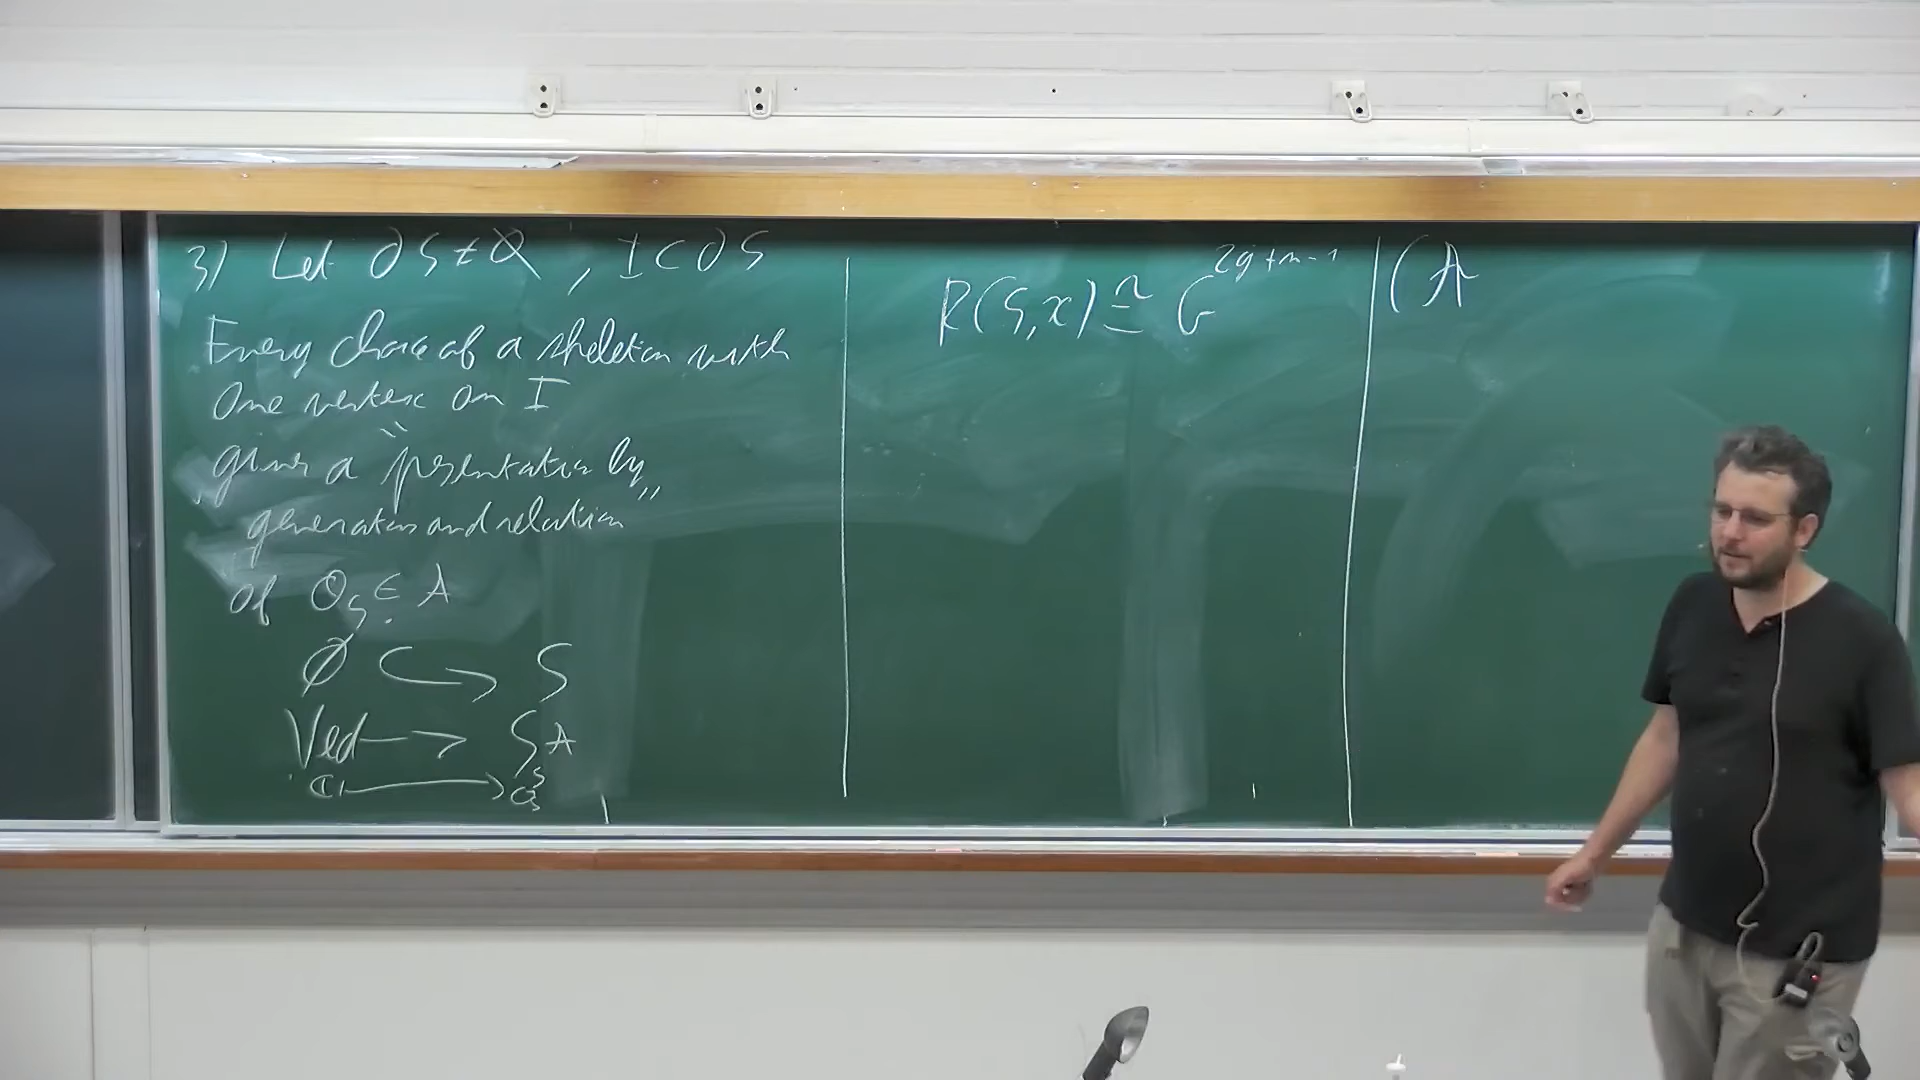 3) Let ∂S ≠ Ø, I ⊂ ∂S
Every choice of a skeleton with
one vertex on I
gives a "presentation by
generators and relation"
of O_S ∈ A
∅ ↪ S
Vect → ∫_S A
ℂ ↦ O_S
R(S,x) ≅ G^{2g+n-1}
(A